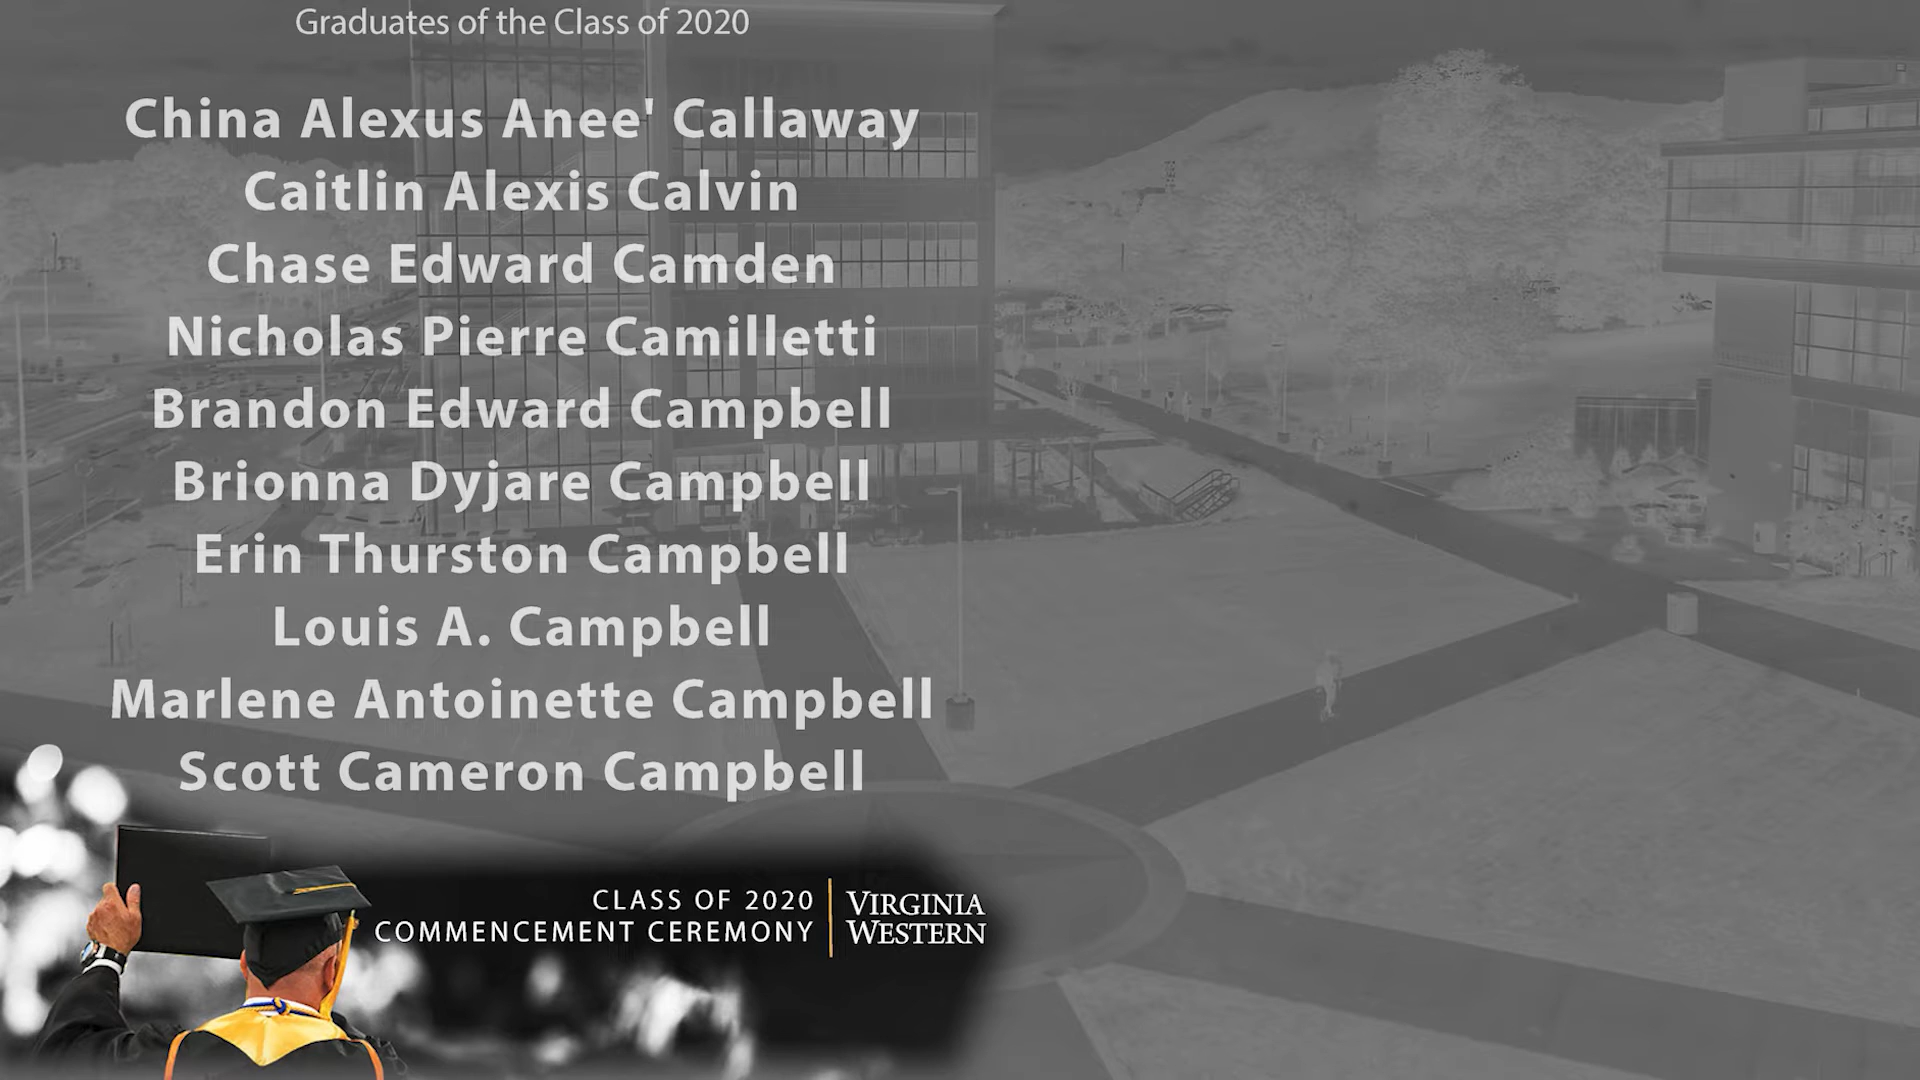 Graduates of the Class of 2020
China Alexus Anee' Callaway
Caitlin Alexis Calvin
Chase Edward Camden
Nicholas Pierre Camilletti
Brandon Edward Campbell
Brionna Dyjare Campbell
Erin Thurston Campbell
Louis A. Campbell
Marlene Antoinette Campbell
Scott Cameron Campbell
CLASS OF 2020
COMMENCEMENT CEREMONY
VIRGINIA
WESTERN